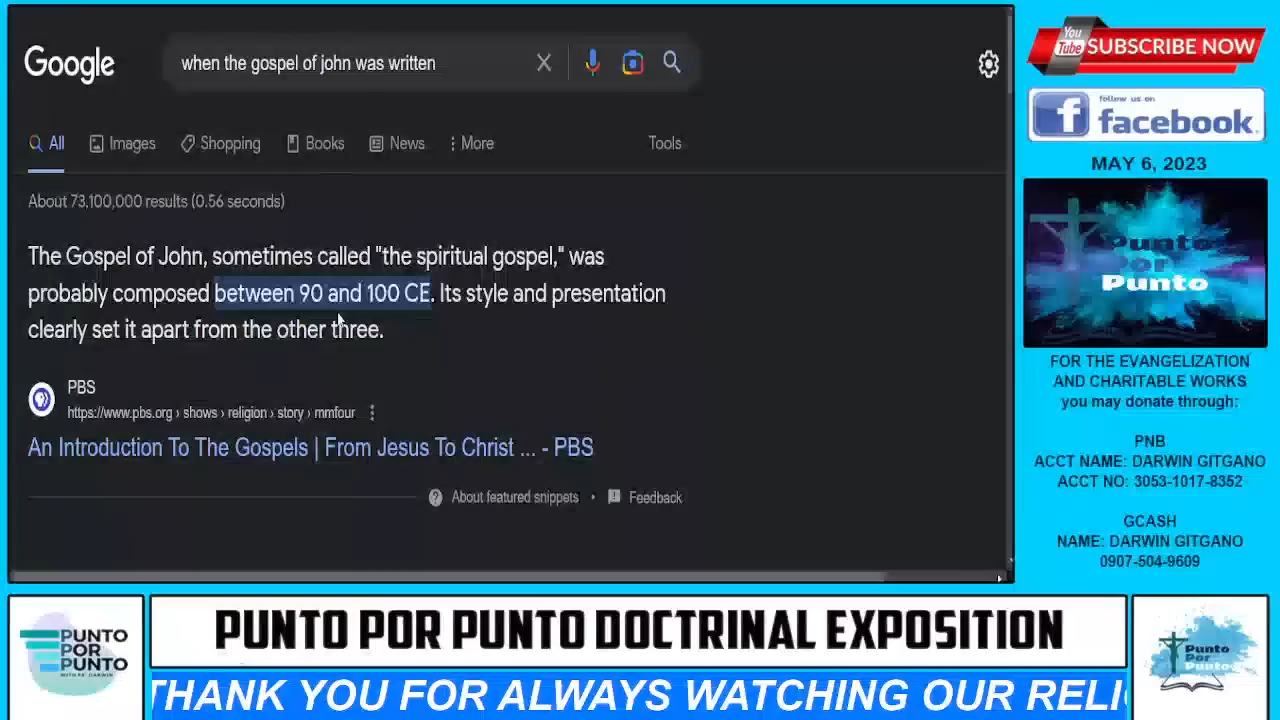 Google
when the gospel of john was written
All
Images
Shopping
Books
News
More
Tools
About 73,100,000 results (0.56 seconds)
The Gospel of John, sometimes called "the spiritual gospel," was
probably composed between 90 and 100 CE. Its style and presentation
clearly set it apart from the other three.
PBS
https://www.pbs.org › shows › religion › story › mmfour
An Introduction To The Gospels | From Jesus To Christ ... - PBS
About featured snippets
•
Feedback
You
Tube
SUBSCRIBE NOW
follow us on
facebook.
MAY 6, 2023
Punto
Por
Punto
FOR THE EVANGELIZATION
AND CHARITABLE WORKS
you may donate through:
PNB
ACCT NAME: DARWIN GITGANO
ACCT NO: 3053-1017-8352
GCASH
NAME: DARWIN GITGANO
0907-504-9609
PUNTO
POR
PUNTO
PUNTO POR PUNTO DOCTRINAL EXPOSITION
THANK YOU FOR ALWAYS WATCHING OUR RELI
Punto
Por
Punto